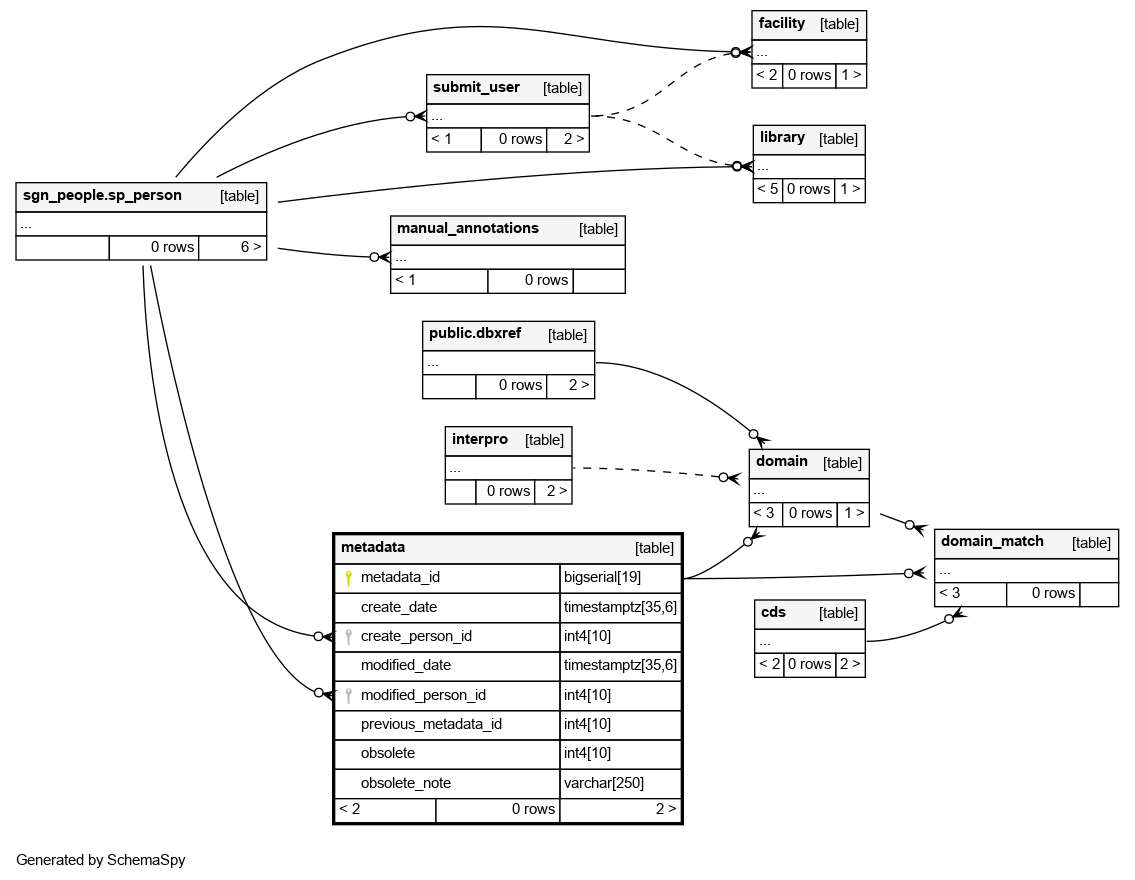 facility [table]
...
< 2 0 rows 1 >
submit_user [table]
...
< 1 0 rows 2 >
library [table]
...
< 5 0 rows 1 >
sgn_people.sp_person [table]
...
0 rows 6 >
manual_annotations [table]
...
< 1 0 rows
public.dbxref [table]
...
0 rows 2 >
interpro [table]
...
0 rows 2 >
domain [table]
...
< 3 0 rows 1 >
domain_match [table]
...
< 3 0 rows
cds [table]
...
< 2 0 rows 2 >
metadata [table]
metadata_id bigserial[19]
create_date timestamptz[35,6]
create_person_id int4[10]
modified_date timestamptz[35,6]
modified_person_id int4[10]
previous_metadata_id int4[10]
obsolete int4[10]
obsolete_note varchar[250]
< 2 0 rows 2 >
Generated by SchemaSpy